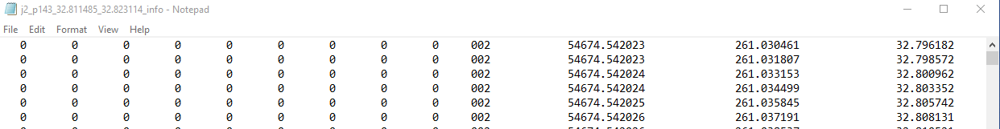 j2_p143_32.811485_32.823114_info - Notepad
File Edit Format View Help
0 0 0 0 0 0 0 0 0 002 54674.542023 261.030461 32.796182
0 0 0 0 0 0 0 0 0 002 54674.542023 261.031807 32.798572
0 0 0 0 0 0 0 0 0 002 54674.542024 261.033153 32.800962
0 0 0 0 0 0 0 0 0 002 54674.542024 261.034499 32.803352
0 0 0 0 0 0 0 0 0 002 54674.542025 261.035845 32.805742
0 0 0 0 0 0 0 0 0 002 54674.542026 261.037191 32.808131